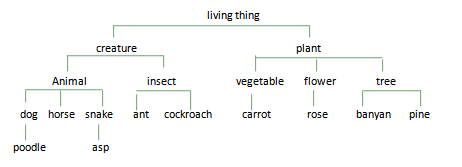 living thing
creature plant
Animal insect vegetable flower tree
dog horse snake ant cockroach carrot rose banyan pine
poodle asp